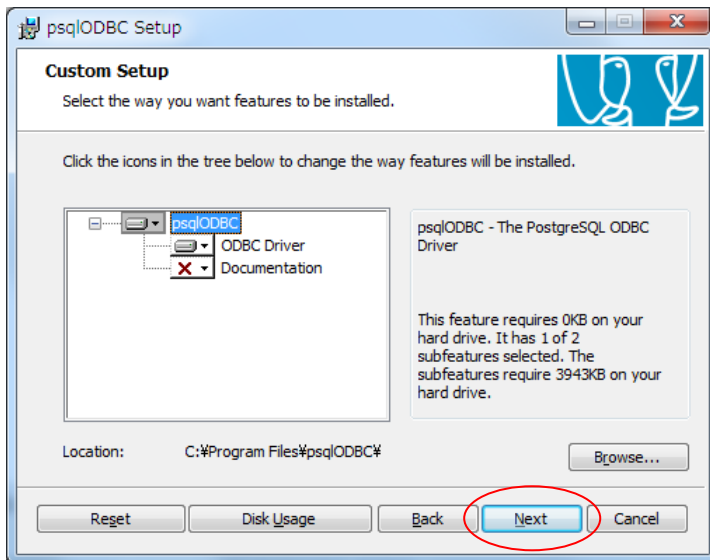 psqlODBC Setup
Custom Setup
Select the way you want features to be installed.
Click the icons in the tree below to change the way features will be installed.
psqlODBC
ODBC Driver
Documentation
psqlODBC - The PostgreSQL ODBC
Driver
This feature requires 0KB on your
hard drive. It has 1 of 2
subfeatures selected. The
subfeatures require 3943KB on your
hard drive.
Location: C:¥Program Files¥psqlODBC¥
Browse...
Reset Disk Usage Back Next Cancel